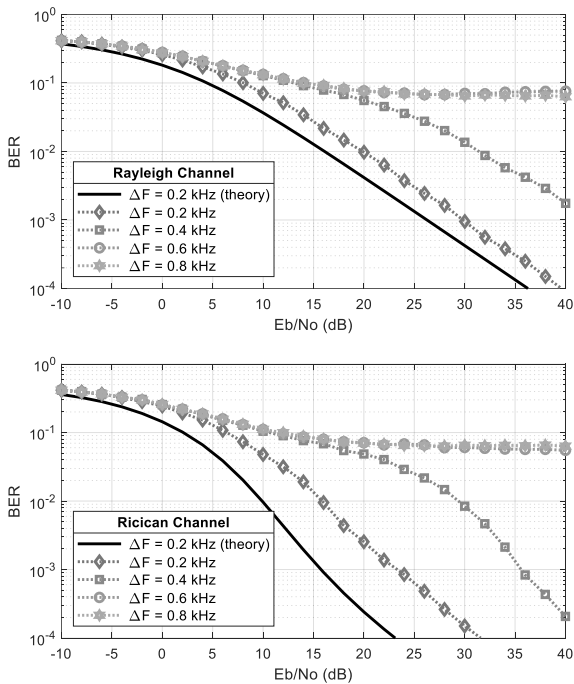 10^0
10^-1
10^-2
10^-3
10^-4
BER
Rayleigh Channel
ΔF = 0.2 kHz (theory)
ΔF = 0.2 kHz
ΔF = 0.4 kHz
ΔF = 0.6 kHz
ΔF = 0.8 kHz
-10 -5 0 5 10 15 20 25 30 35 40
Eb/No (dB)
10^0
10^-1
10^-2
10^-3
10^-4
BER
Ricican Channel
ΔF = 0.2 kHz (theory)
ΔF = 0.2 kHz
ΔF = 0.4 kHz
ΔF = 0.6 kHz
ΔF = 0.8 kHz
-10 -5 0 5 10 15 20 25 30 35 40
Eb/No (dB)